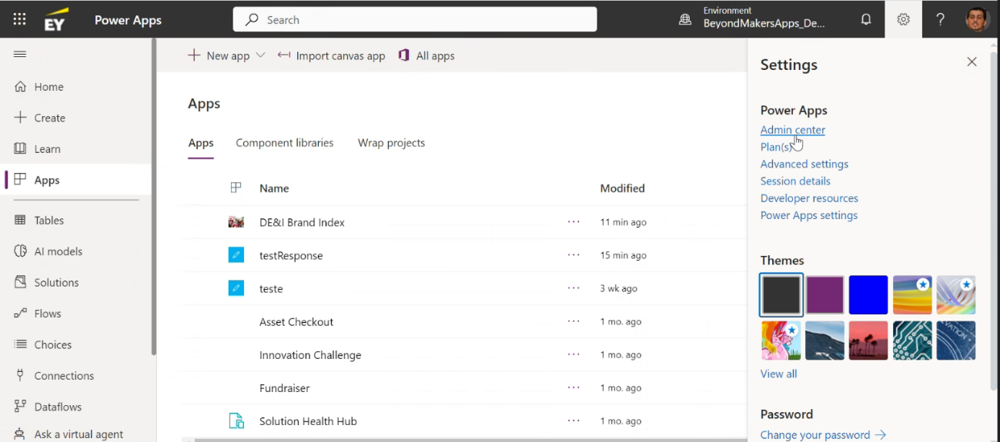 EY
Power Apps
Search
Environment
BeyondMakersApps_De...
?
New app
Import canvas app
All apps
Home
Create
Learn
Apps
Tables
AI models
Solutions
Flows
Choices
Connections
Dataflows
Ask a virtual agent
Apps
Apps
Component libraries
Wrap projects
Name
Modified
DE&I Brand Index
...
11 min ago
testResponse
...
15 min ago
teste
...
3 wk ago
Asset Checkout
...
1 mo. ago
Innovation Challenge
...
1 mo. ago
Fundraiser
...
1 mo. ago
Solution Health Hub
...
1 mo. ago
Settings
Power Apps
Admin center
Plan(s)
Advanced settings
Session details
Developer resources
Power Apps settings
Themes
VATION
View all
Password
Change your password →